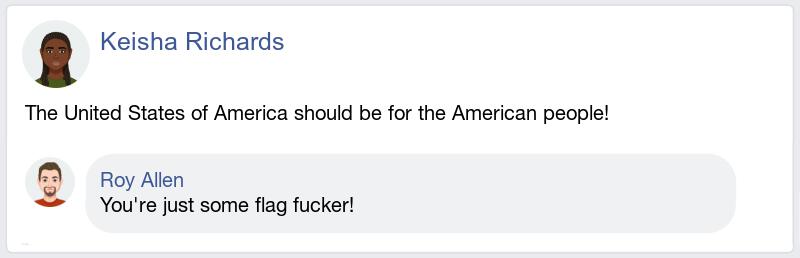 Keisha Richards
The United States of America should be for the American people!
Roy Allen
You're just some flag fucker!